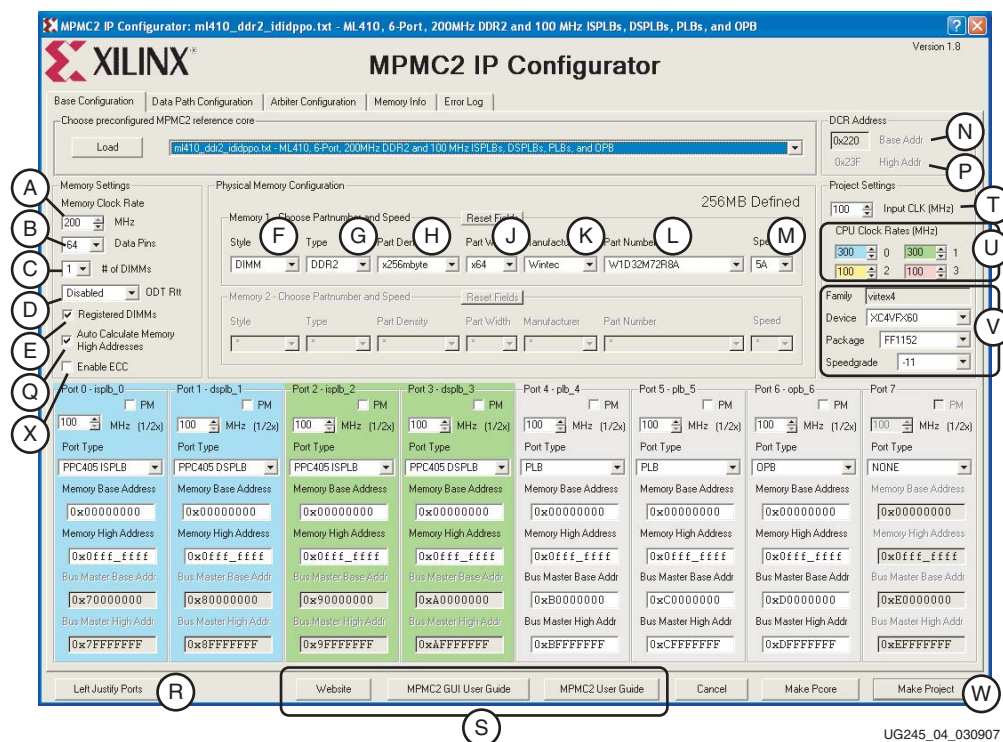 MPMC2 IP Configurator: ml410_ddr2_ididppo.txt - ML410, 6-Port, 200MHz DDR2 and 100 MHz ISPLBs, DSPLBs, PLBs, and OPB
XILINX®
MPMC2 IP Configurator
Version 1.8
Base Configuration Data Path Configuration Arbiter Configuration Memory Info Error Log
Choose preconfigured MPMC2 reference core
Load ml410_ddr2_ididppo.txt - ML410, 6-Port, 200MHz DDR2 and 100 MHz ISPLBs, DSPLBs, PLBs, and OPB
DCR Address
0x220 Base Addr N
0x23F High Addr P
A
Memory Settings
Memory Clock Rate
200 MHz
B
64 Data Pins
C
1 # of DIMMs
D
Disabled ODT Rtt
E
Registered DIMMs
Q
Auto Calculate Memory
High Addresses
X
Enable ECC
Physical Memory Configuration
256MB Defined
Memory 1 - Choose Partnumber and Speed Reset Fields
Style F Type G Part Den H Part W J Manufactu K Part Number L Spe M
DIMM DDR2 x256mbyte x64 Wintec W1D32M72R8A 5A
Memory 2 - Choose Partnumber and Speed Reset Fields
Style Type Part Density Part Width Manufacturer Part Number Speed
* * * * * * *
Project Settings
100 Input CLK (MHz) T
CPU Clock Rates (MHz) U
300 0 300 1
100 2 100 3
Family virtex4
Device XC4VFX60 V
Package FF1152
Speedgrade -11
Port 0 - isplb_0 Port 1 - dsplb_1 Port 2 - isplb_2 Port 3 - dsplb_3 Port 4 - plb_4 Port 5 - plb_5 Port 6 - opb_6 Port 7
PM PM PM PM PM PM PM PM
100 MHz (1/2x) 100 MHz (1/2x) 100 MHz (1/2x) 100 MHz (1/2x) 100 MHz (1/2x) 100 MHz (1/2x) 100 MHz (1/2x) 100 MHz (1/2x)
Port Type Port Type Port Type Port Type Port Type Port Type Port Type Port Type
PPC405 ISPLB PPC405 DSPLB PPC405 ISPLB PPC405 DSPLB PLB PLB OPB NONE
Memory Base Address Memory Base Address Memory Base Address Memory Base Address Memory Base Address Memory Base Address Memory Base Address Memory Base Address
0x00000000 0x00000000 0x00000000 0x00000000 0x00000000 0x00000000 0x00000000 0x00000000
Memory High Address Memory High Address Memory High Address Memory High Address Memory High Address Memory High Address Memory High Address Memory High Address
0x0fff_ffff 0x0fff_ffff 0x0fff_ffff 0x0fff_ffff 0x0fff_ffff 0x0fff_ffff 0x0fff_ffff 0x0fff_ffff
Bus Master Base Addr Bus Master Base Addr Bus Master Base Addr Bus Master Base Addr Bus Master Base Addr Bus Master Base Addr Bus Master Base Addr Bus Master Base Addr
0x70000000 0x80000000 0x90000000 0xA0000000 0xB0000000 0xC0000000 0xD0000000 0xE0000000
Bus Master High Addr Bus Master High Addr Bus Master High Addr Bus Master High Addr Bus Master High Addr Bus Master High Addr Bus Master High Addr Bus Master High Addr
0x7FFFFFFF 0x8FFFFFFF 0x9FFFFFFF 0xAFFFFFFF 0xBFFFFFFF 0xCFFFFFFF 0xDFFFFFFF 0xEFFFFFFF
Left Justify Ports R Website MPMC2 GUI User Guide MPMC2 User Guide Cancel Make Pcore Make Project W
S
UG245_04_030907